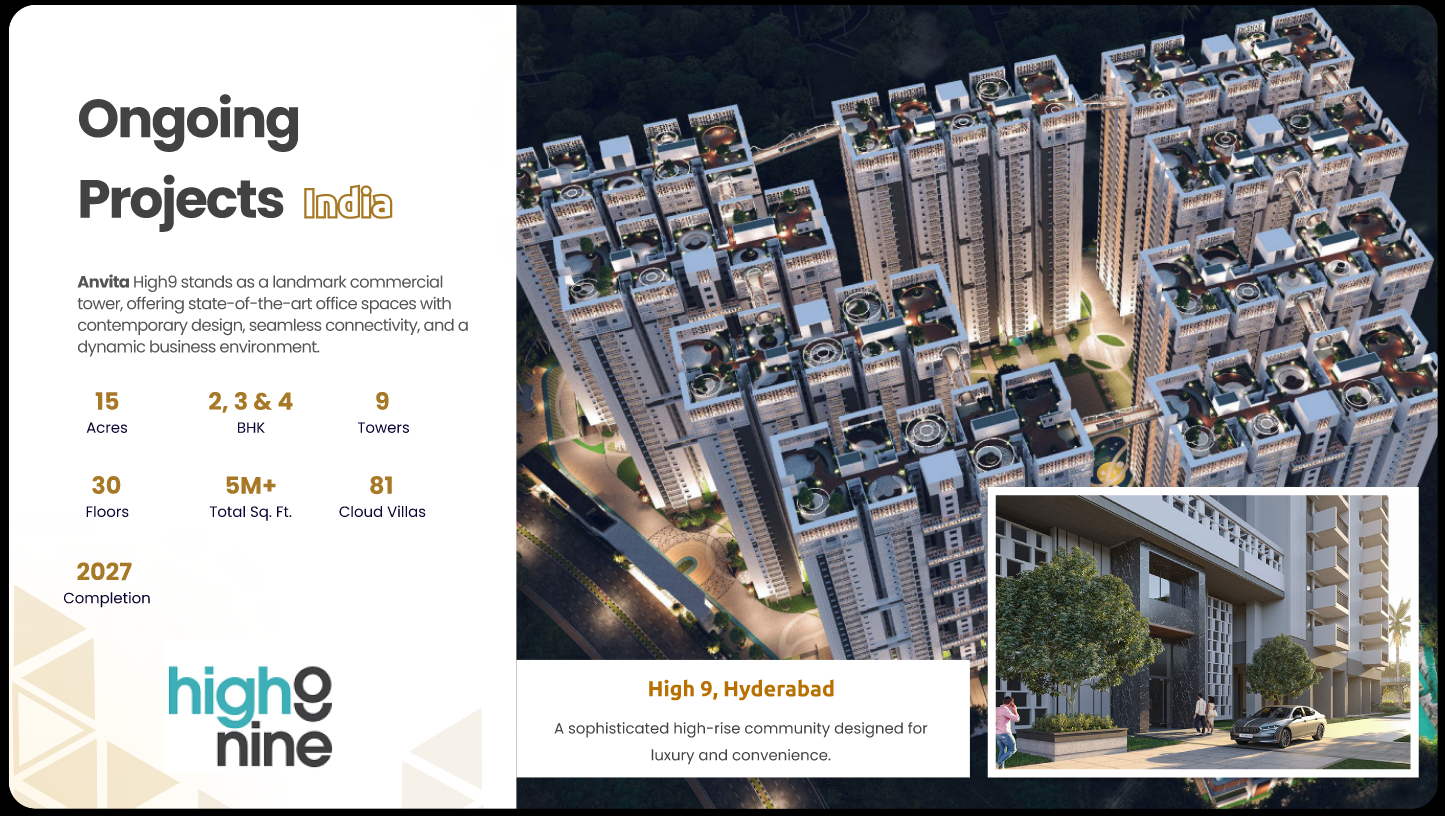 Ongoing
Projects India
Anvita High9 stands as a landmark commercial
tower, offering state-of-the-art office spaces with
contemporary design, seamless connectivity, and a
dynamic business environment.
15
Acres
2, 3 & 4
BHK
9
Towers
30
Floors
5M+
Total Sq. Ft.
81
Cloud Villas
2027
Completion
high9
nine
High 9, Hyderabad
A sophisticated high-rise community designed for
luxury and convenience.